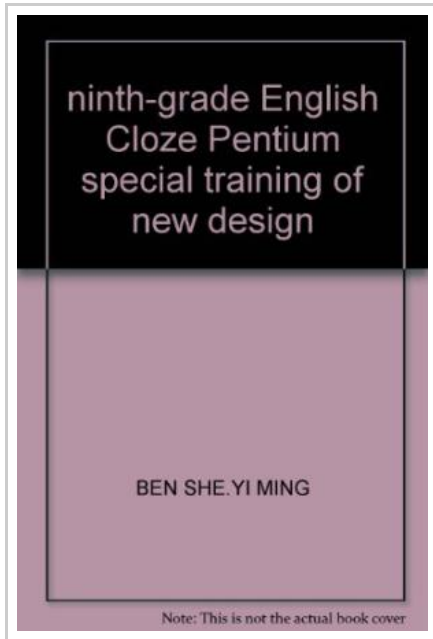 ninth-grade English
Cloze Pentium
special training of
new design
BEN SHE.YI MING
Note: This is not the actual book cover